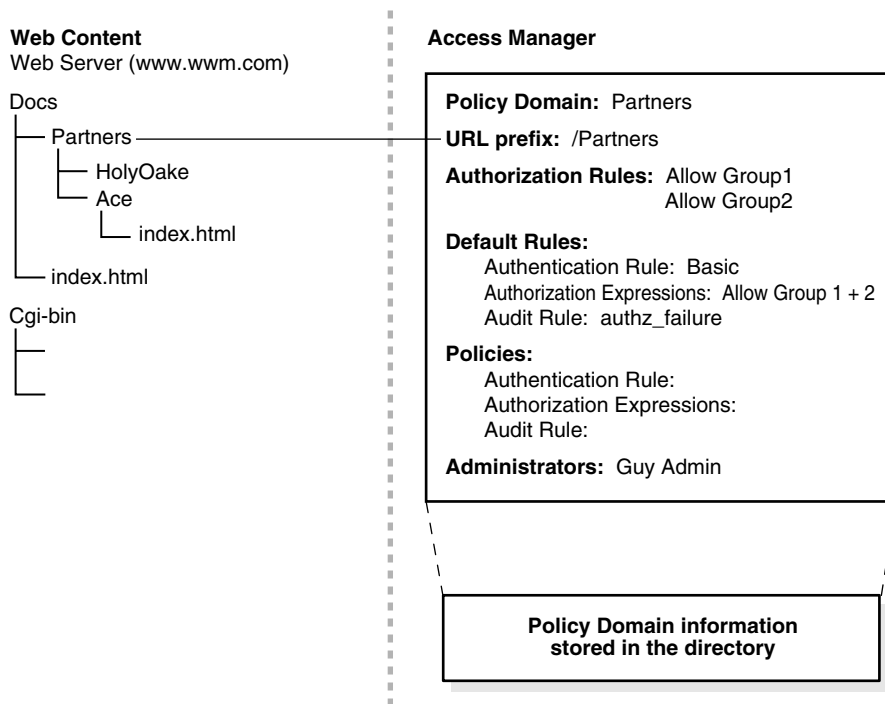 Web Content
Web Server (www.wwm.com)
Docs
Partners
HolyOake
Ace
index.html
index.html
Cgi-bin
Access Manager
Policy Domain: Partners
URL prefix: /Partners
Authorization Rules: Allow Group1
Allow Group2
Default Rules:
Authentication Rule: Basic
Authorization Expressions: Allow Group 1 + 2
Audit Rule: authz_failure
Policies:
Authentication Rule:
Authorization Expressions:
Audit Rule:
Administrators: Guy Admin
Policy Domain information
stored in the directory